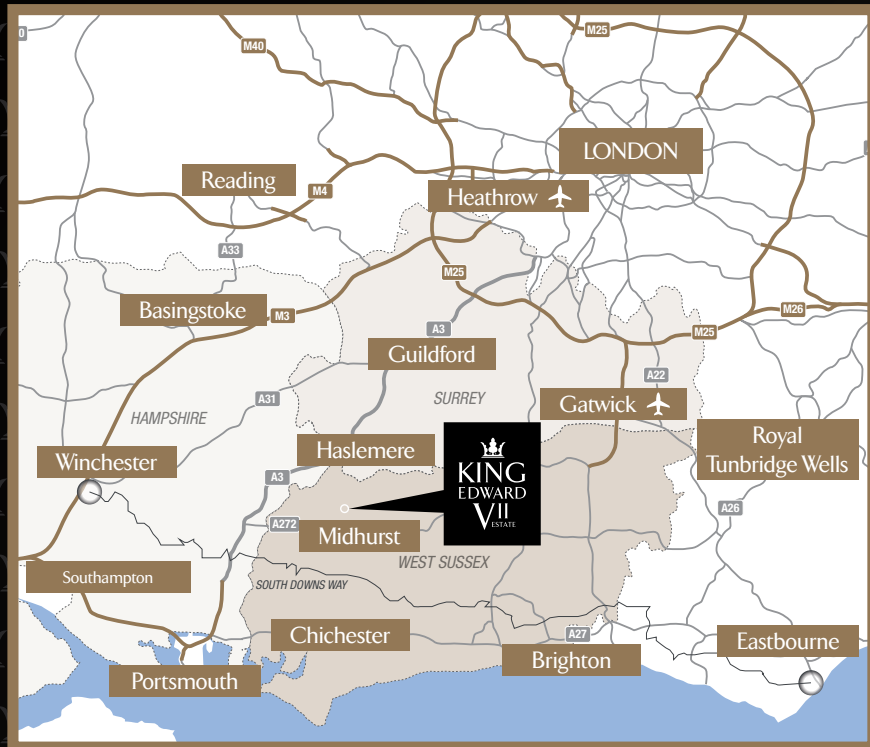 M25
M40
LONDON
Reading
M4
Heathrow
A33
M25
Basingstoke
M3
M26
A3
M25
Guildford
A22
SURREY
A31
Gatwick
HAMPSHIRE
Royal
Tunbridge Wells
Haslemere
KING
EDWARD
VII
ESTATE
Winchester
A3
A26
A272
Midhurst
WEST SUSSEX
Southampton
SOUTH DOWNS WAY
Chichester
A27
Eastbourne
Brighton
Portsmouth